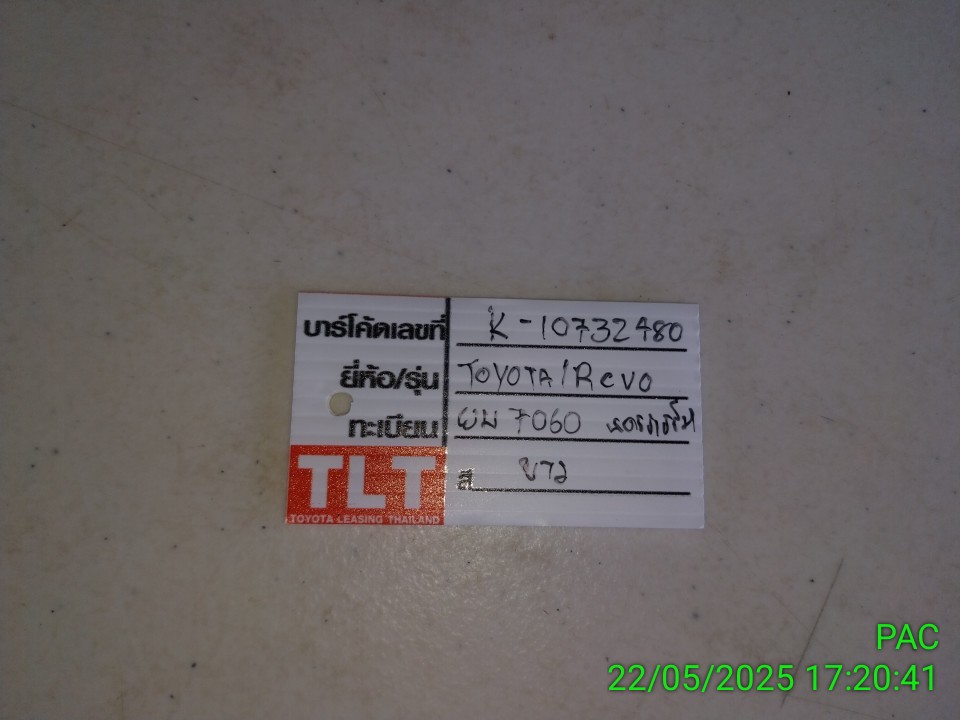 บาร์โค้ดเลขที่ K-10732480
ยี่ห้อ/รุ่น TOYOTA/Revo
ทะเบียน ผม 7060
สี ขาว
TLT
TOYOTA LEASING THAILAND
PAC
22/05/2025 17:20:41